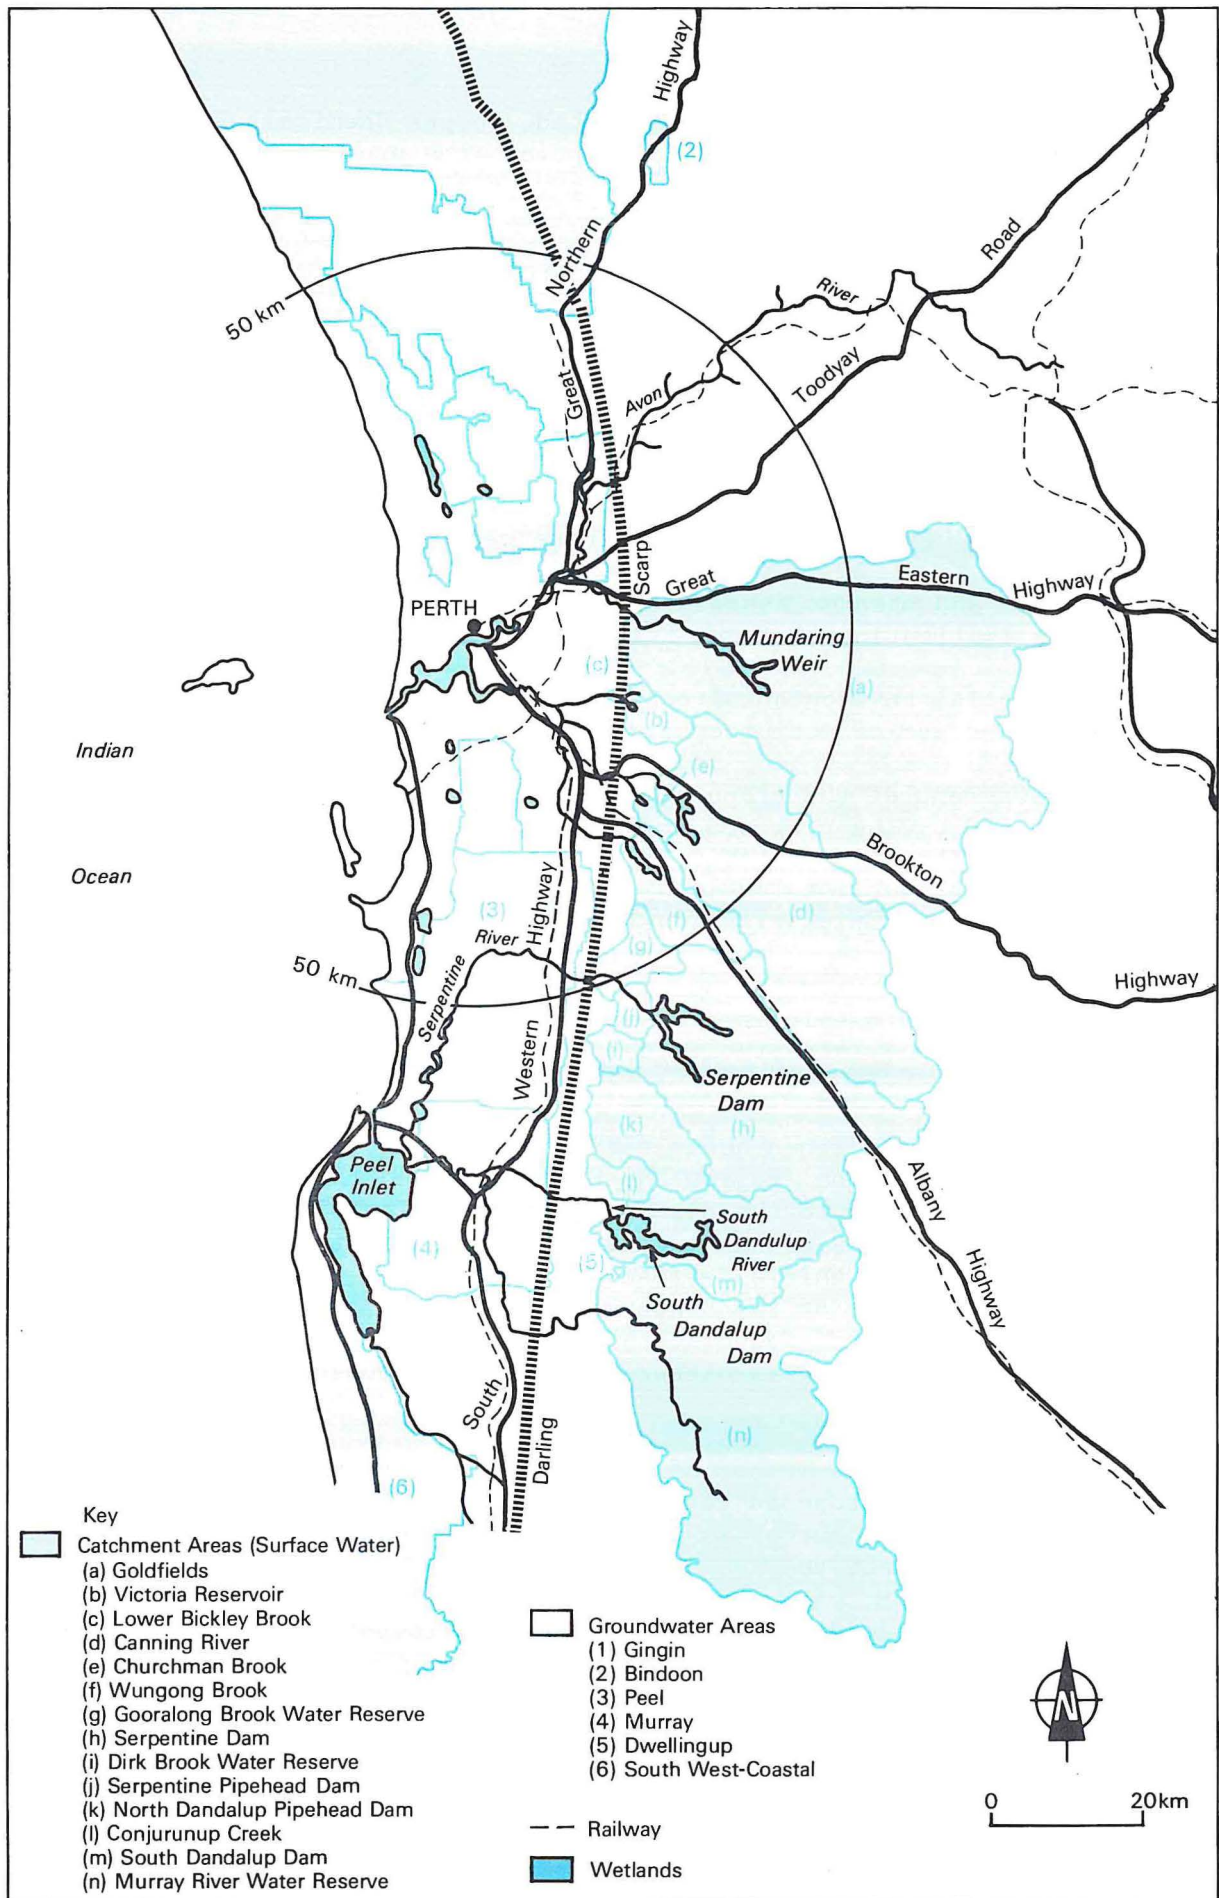 Highway
(2)
Northern
Road
50 km
River
Great
Avon
Toodyay
Scarp
Great
Eastern
Highway
PERTH
Mundaring
Weir
(c)
(a)
(b)
Indian
(e)
Ocean
Brookton
Highway
(3)
(d)
(f)
River
(g)
50 km
Highway
Serpentine
(j)
(i)
Western
Serpentine
Dam
(k)
(h)
Peel
Inlet
(l)
Albany
South
Dandulup
River
(4)
(5)
(m)
Highway
South
Dandalup
Dam
South
Darling
(n)
(6)
Key
Catchment Areas (Surface Water)
(a) Goldfields
(b) Victoria Reservoir
(c) Lower Bickley Brook
(d) Canning River
(e) Churchman Brook
(f) Wungong Brook
(g) Gooralong Brook Water Reserve
(h) Serpentine Dam
(i) Dirk Brook Water Reserve
(j) Serpentine Pipehead Dam
(k) North Dandalup Pipehead Dam
(l) Conjurunup Creek
(m) South Dandalup Dam
(n) Murray River Water Reserve
Groundwater Areas
(1) Gingin
(2) Bindoon
(3) Peel
(4) Murray
(5) Dwellingup
(6) South West-Coastal
Railway
Wetlands
N
0 20km